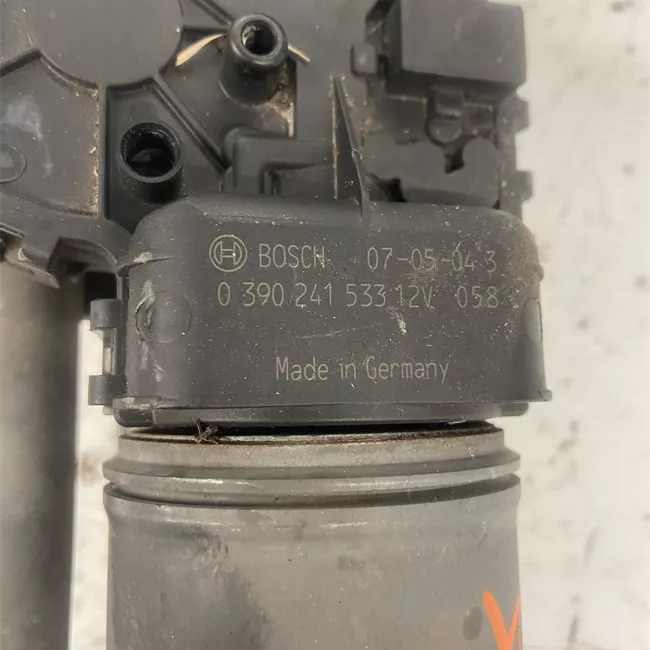 BOSCH 07-05-04 3
0 390 241 533 12V 058
Made in Germany